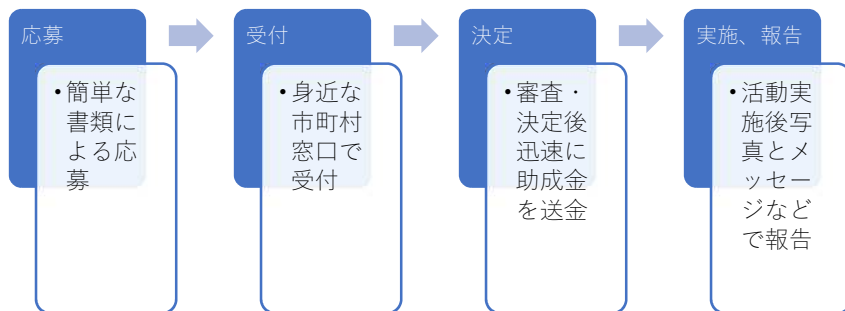 応募
・簡単な
書類に
よる応
募
受付
・身近な
市町村
窓口で
受付
決定
・審査・
決定後
迅速に
助成金
を送金
実施、報告
・活動実
施後写
真とメ
ッセー
ジなど
で報告